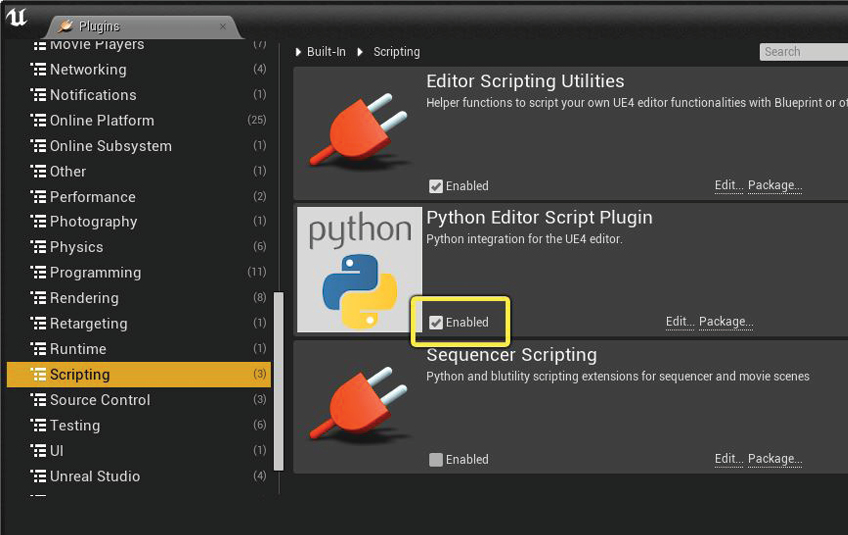 Plugins
Movie Players (7)
Networking (4)
Notifications (1)
Online Platform (25)
Online Subsystem (1)
Other (1)
Performance (2)
Photography (1)
Physics (6)
Programming (11)
Rendering (8)
Retargeting (1)
Runtime (1)
Scripting (3)
Source Control (3)
Testing (6)
UI (1)
Unreal Studio (4)
Built-In Scripting
Search
Editor Scripting Utilities
Helper functions to script your own UE4 editor functionalities with Blueprint or ot
Enabled
Edit... Package...
python
Python Editor Script Plugin
Python integration for the UE4 editor.
Enabled
Edit... Package...
Sequencer Scripting
Python and blutility scripting extensions for sequencer and movie scenes
Enabled
Edit... Package...